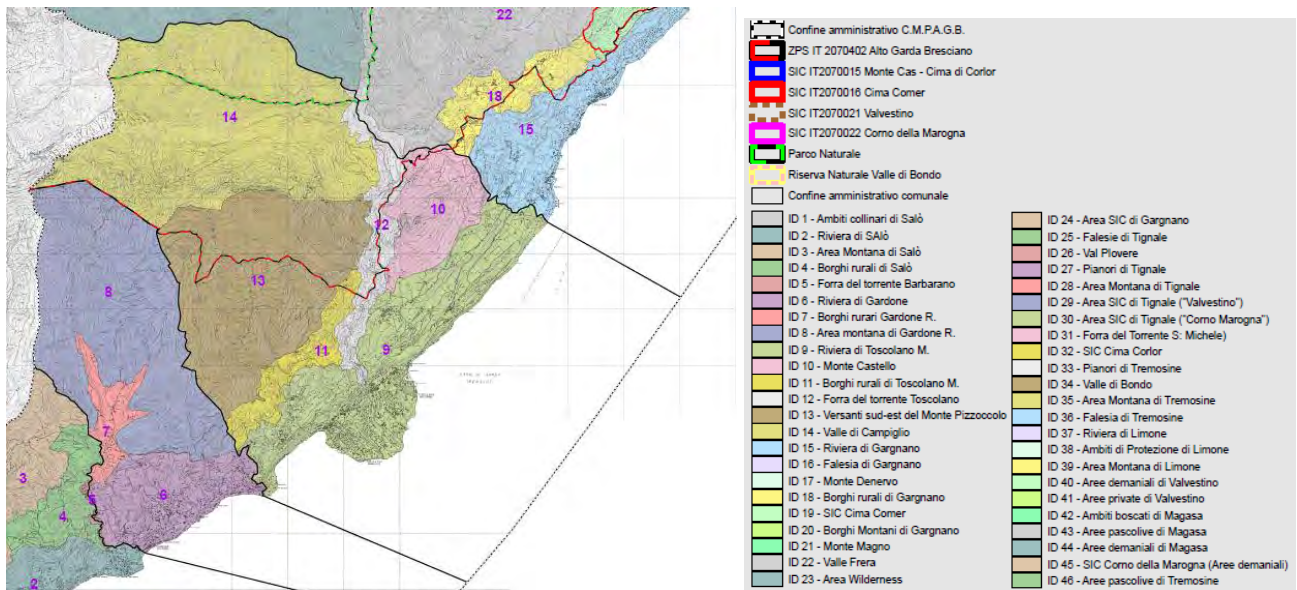 22
18
15
14
10
12
13
8
11
9
7
3
5
6
4
2
Confine amministrativo C.M.P.A.G.B.
ZPS IT 2070402 Alto Garda Bresciano
SIC IT2070015 Monte Cas - Cima di Corlor
SIC IT2070016 Cima Comer
SIC IT2070021 Valvestino
SIC IT2070022 Corno della Marogna
Parco Naturale
Riserva Naturale Valle di Bondo
Confine amministrativo comunale
ID 1 - Ambiti collinari di Salò
ID 2 - Riviera di SAlò
ID 3 - Area Montana di Salò
ID 4 - Borghi rurali di Salò
ID 5 - Forra del torrente Barbarano
ID 6 - Riviera di Gardone
ID 7 - Borghi rurari Gardone R.
ID 8 - Area montana di Gardone R.
ID 9 - Riviera di Toscolano M.
ID 10 - Monte Castello
ID 11 - Borghi rurali di Toscolano M.
ID 12 - Forra del torrente Toscolano
ID 13 - Versanti sud-est del Monte Pizzoccolo
ID 14 - Valle di Campiglio
ID 15 - Riviera di Gargnano
ID 16 - Falesia di Gargnano
ID 17 - Monte Denervo
ID 18 - Borghi rurali di Gargnano
ID 19 - SIC Cima Comer
ID 20 - Borghi Montani di Gargnano
ID 21 - Monte Magno
ID 22 - Valle Frera
ID 23 - Area Wilderness
ID 24 - Area SIC di Gargnano
ID 25 - Falesie di Tignale
ID 26 - Val Plovere
ID 27 - Pianori di Tignale
ID 28 - Area Montana di Tignale
ID 29 - Area SIC di Tignale ("Valvestino")
ID 30 - Area SIC di Tignale ("Corno Marogna")
ID 31 - Forra del Torrente S: Michele)
ID 32 - SIC Cima Corlor
ID 33 - Pianori di Tremosine
ID 34 - Valle di Bondo
ID 35 - Area Montana di Tremosine
ID 36 - Falesia di Tremosine
ID 37 - Riviera di Limone
ID 38 - Ambiti di Protezione di Limone
ID 39 - Area Montana di Limone
ID 40 - Aree demaniali di Valvestino
ID 41 - Aree private di Valvestino
ID 42 - Ambiti boscati di Magasa
ID 43 - Aree pascolive di Magasa
ID 44 - Aree demaniali di Magasa
ID 45 - SIC Corno della Marogna (Aree demaniali)
ID 46 - Aree pascolive di Tremosine